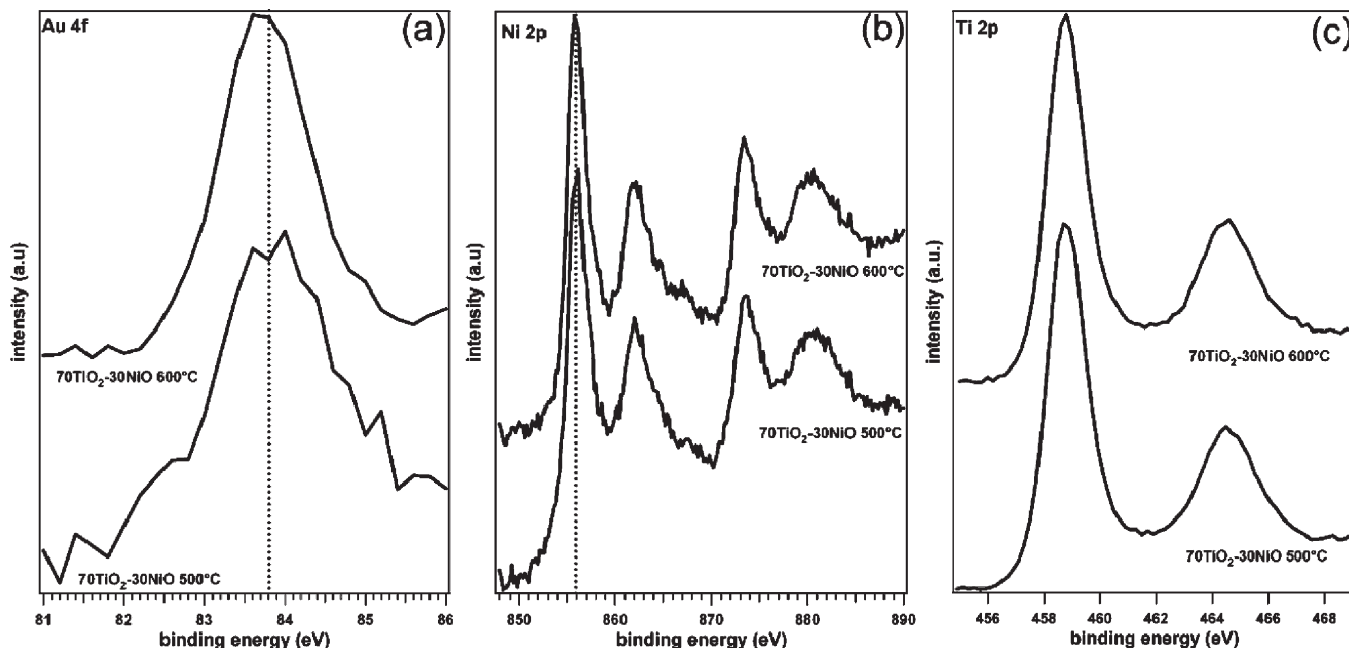 Au 4f
(a)
intensity (a.u)
70TiO₂-30NiO 600°C
70TiO₂-30NiO 500°C
81 82 83 84 85 86
binding energy (eV)
Ni 2p
(b)
intensity (a.u)
70TiO₂-30NiO 600°C
70TiO₂-30NiO 500°C
850 860 870 880 890
binding energy (eV)
Ti 2p
(c)
intensity (a.u.)
70TiO₂-30NiO 600°C
70TiO₂-30NiO 500°C
456 458 460 462 464 466 468
binding energy (eV)